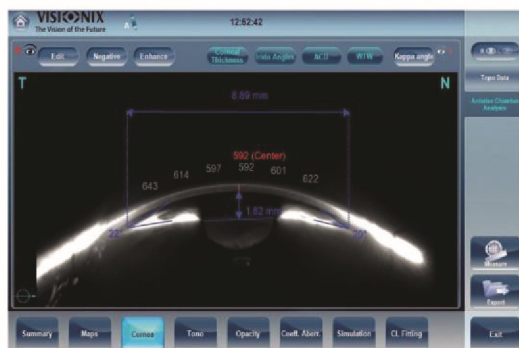 VISIONIX
The Vision of the Future
12:52:42
Edit Negative Enhance Corneal Thickness Irido Angles ACD WTW Kappa angle
Topo Data
Anterior Chamber Analysis
T N
8.89 mm
592 (Center)
643 614 597 592 601 622
1.82 mm
Measure
Export
Summary Maps Cornea Tono Opacity Coeff. Aberr. Simulation CL Fitting Exit